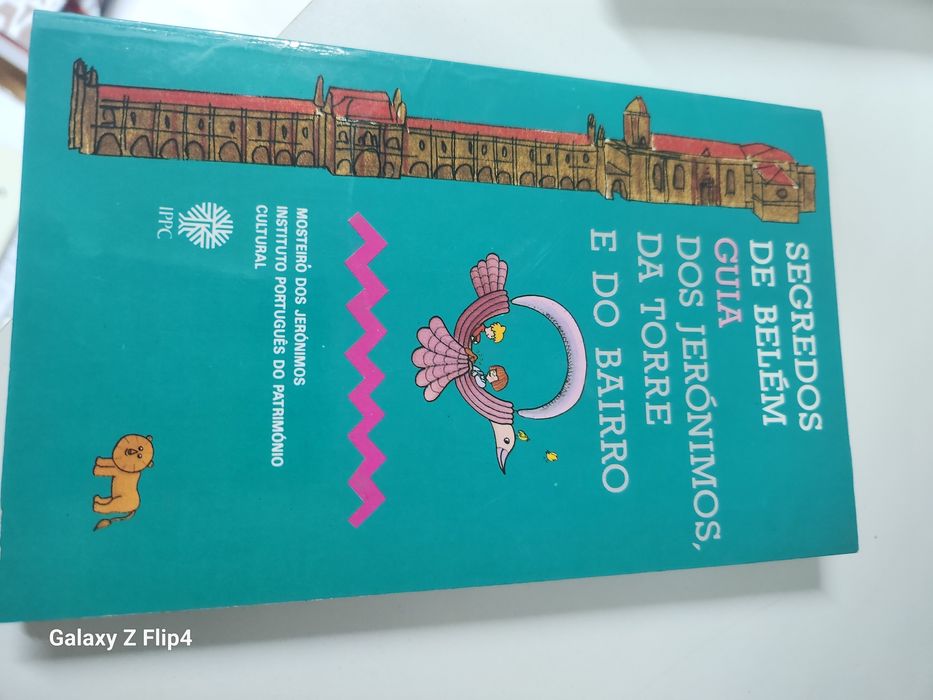 SEGREDOS
DE BELÉM
GUIA
DOS JERÓNIMOS,
DA TORRE
E DO BAIRRO
MOSTEIRO DOS JERÓNIMOS
INSTITUTO PORTUGUÊS DO PATRIMÓNIO
CULTURAL
IPPC
Galaxy Z Flip4